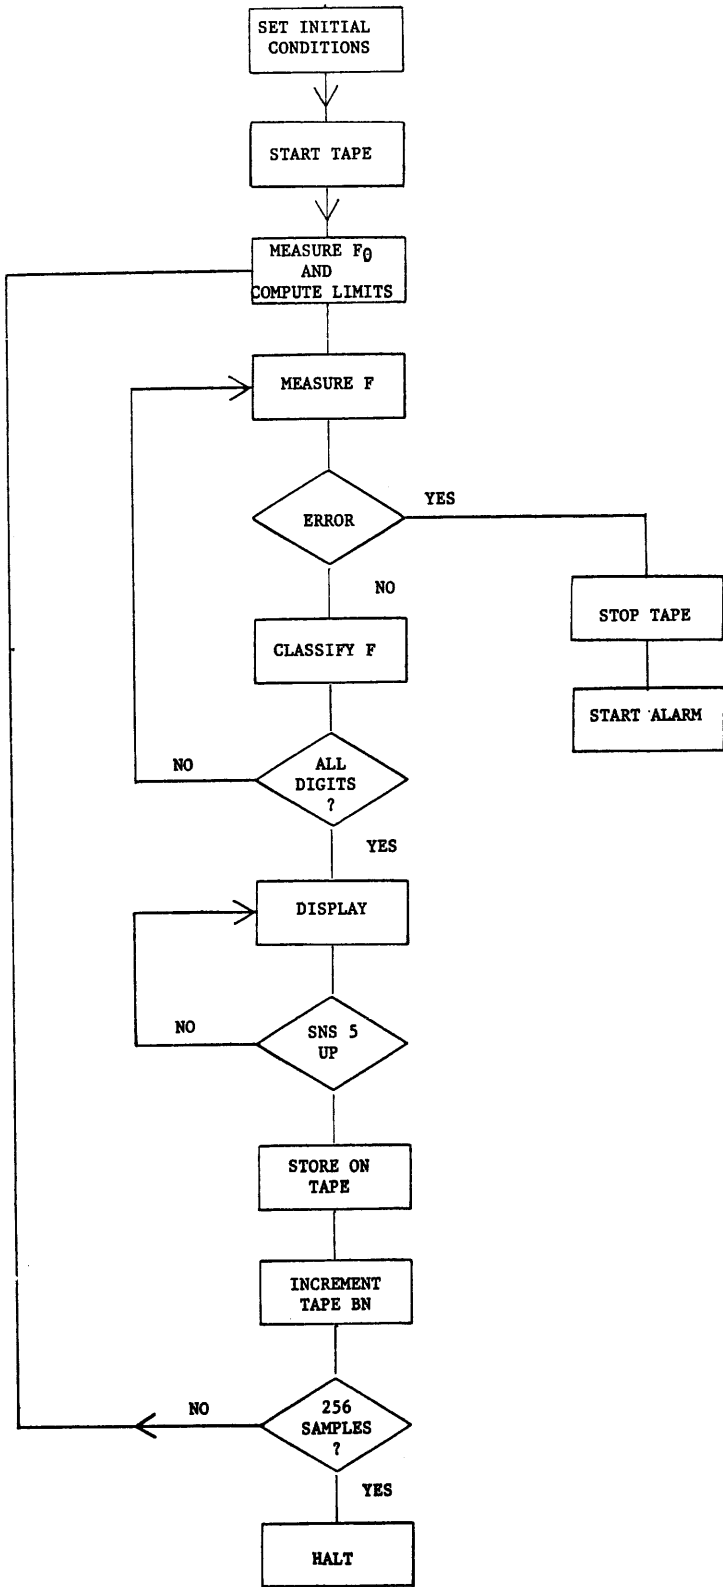 SET INITIAL
CONDITIONS
START TAPE
MEASURE F0
AND
COMPUTE LIMITS
MEASURE F
ERROR
YES
NO
STOP TAPE
START ALARM
CLASSIFY F
ALL
DIGITS
?
NO
YES
DISPLAY
SNS 5
UP
NO
STORE ON
TAPE
INCREMENT
TAPE BN
256
SAMPLES
?
NO
YES
HALT